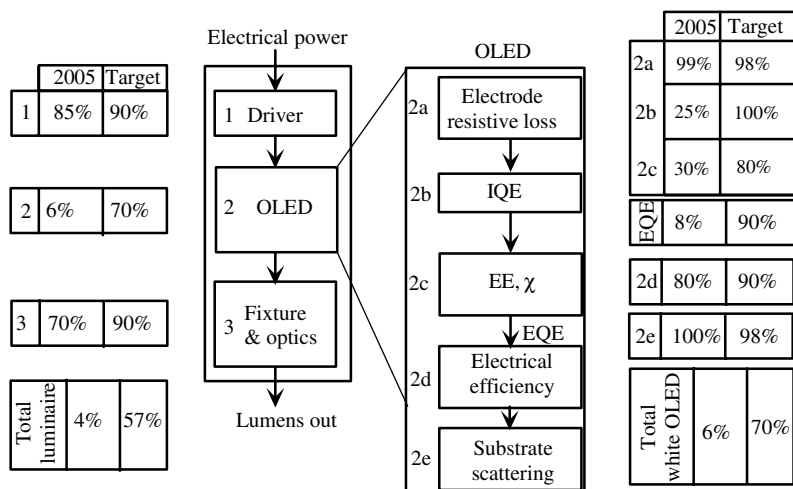 Electrical power
2005 Target
1 85% 90%
2 6% 70%
3 70% 90%
Total luminaire 4% 57%
1 Driver
2 OLED
3 Fixture
& optics
Lumens out
OLED
2a Electrode
resistive loss
2b IQE
2c EE, χ
EQE
2d Electrical
efficiency
2e Substrate
scattering
2005 Target
2a 99% 98%
2b 25% 100%
2c 30% 80%
EQE 8% 90%
2d 80% 90%
2e 100% 98%
Total
white OLED 6% 70%